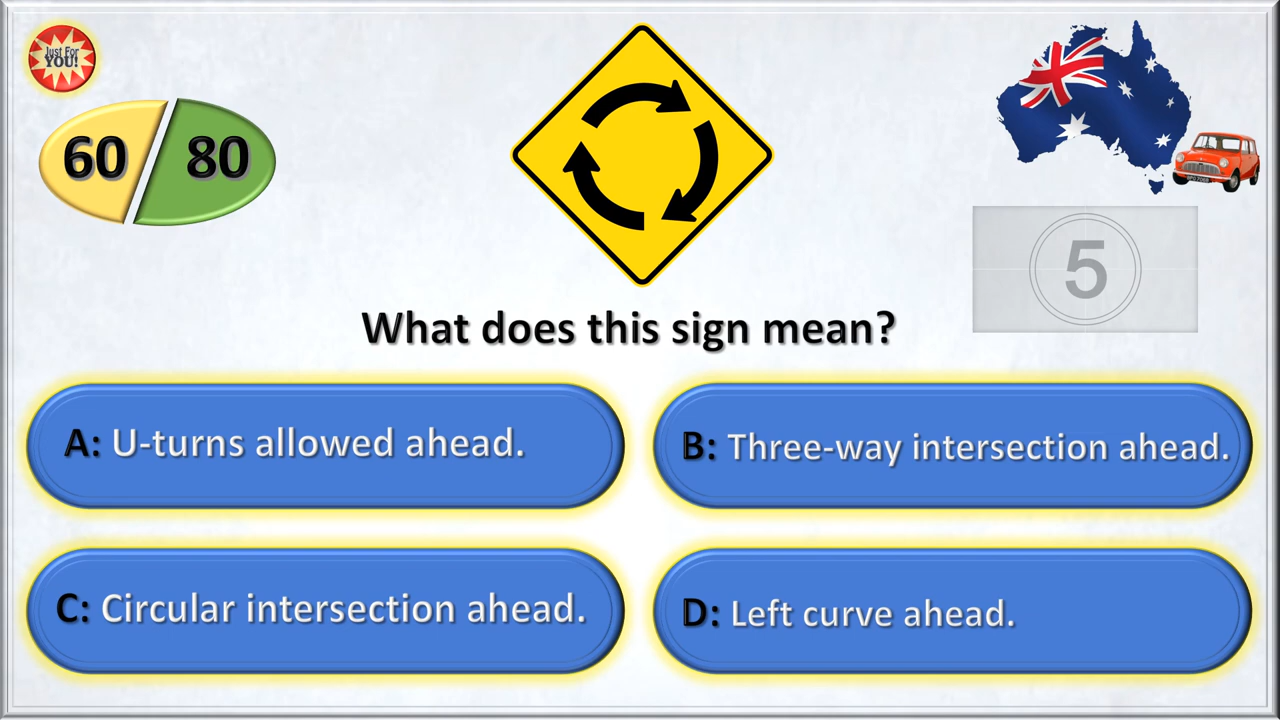 Just For
YOU!
60 80
5
What does this sign mean?
A: U-turns allowed ahead.
B: Three-way intersection ahead.
C: Circular intersection ahead.
D: Left curve ahead.